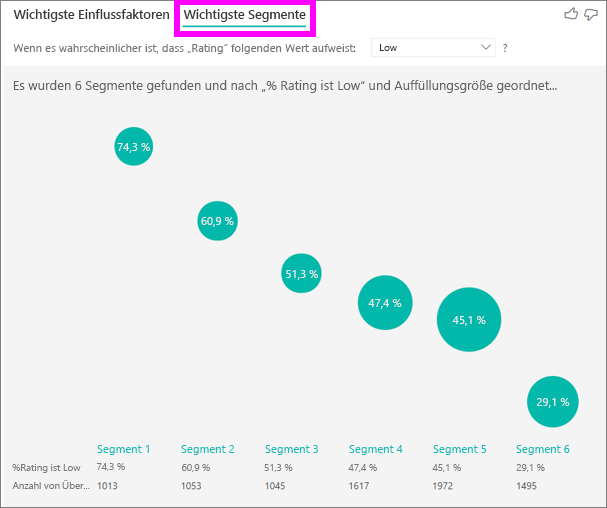 Wichtigste Einflussfaktoren Wichtigste Segmente
Wenn es wahrscheinlicher ist, dass „Rating“ folgenden Wert aufweist: Low ?
Es wurden 6 Segmente gefunden und nach „% Rating ist Low“ und Auffüllungsgröße geordnet...
74,3 %
60,9 %
51,3 %
47,4 %
45,1 %
29,1 %
Segment 1 Segment 2 Segment 3 Segment 4 Segment 5 Segment 6
%Rating ist Low 74,3 % 60,9 % 51,3 % 47,4 % 45,1 % 29,1 %
Anzahl von Über... 1013 1053 1045 1617 1972 1495